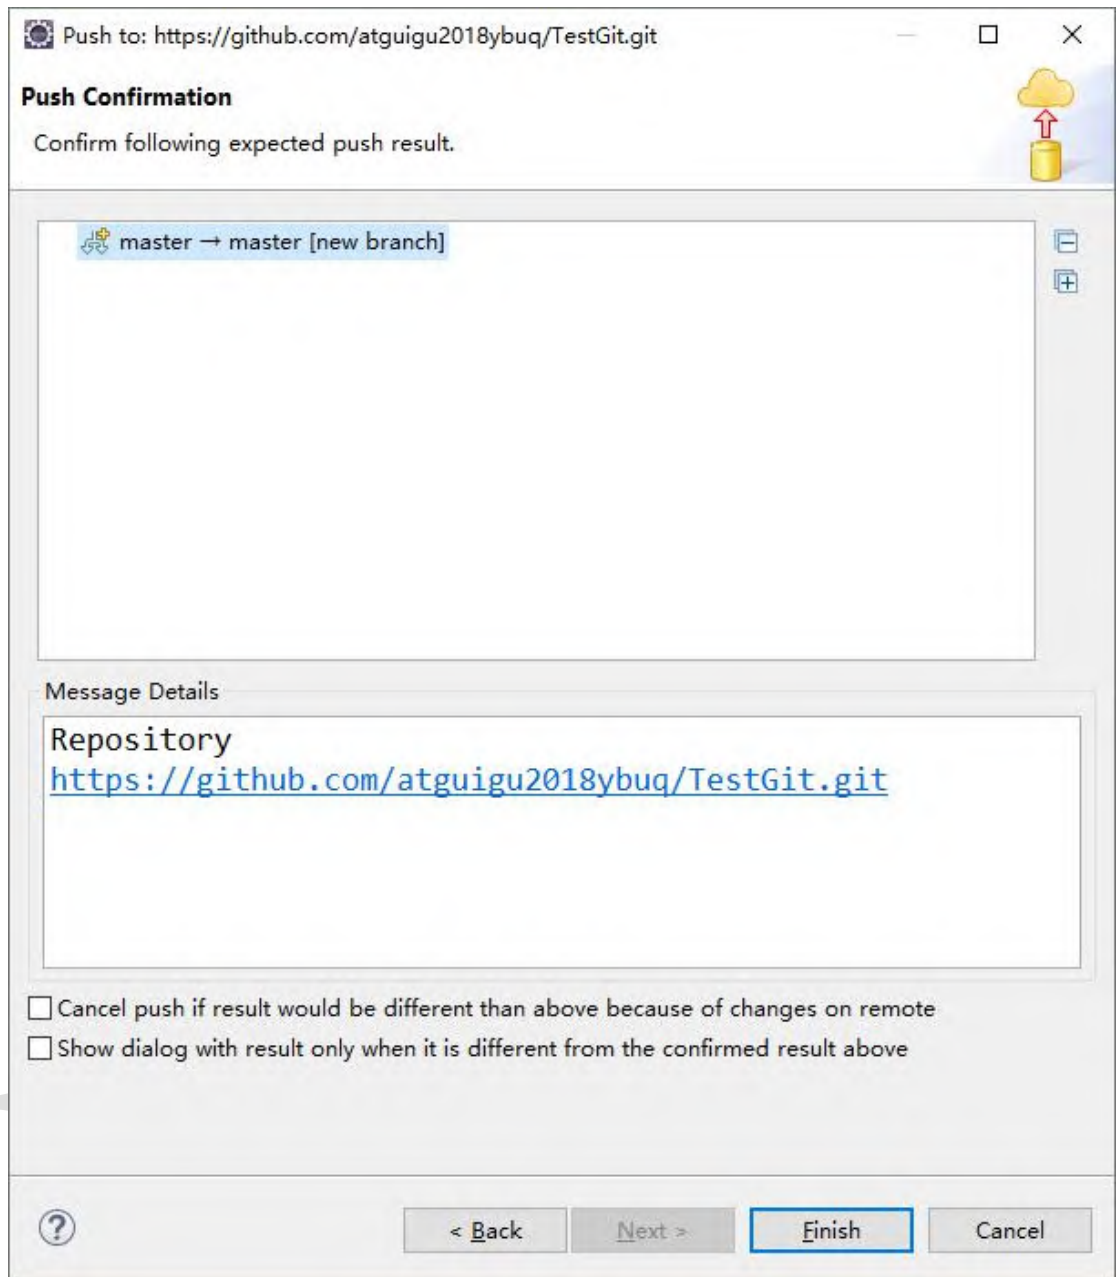 Push to: https://github.com/atguigu2018ybuq/TestGit.git
Push Confirmation
Confirm following expected push result.
master → master [new branch]
Message Details
Repository
https://github.com/atguigu2018ybuq/TestGit.git
Cancel push if result would be different than above because of changes on remote
Show dialog with result only when it is different from the confirmed result above
?
< Back
Next >
Finish
Cancel